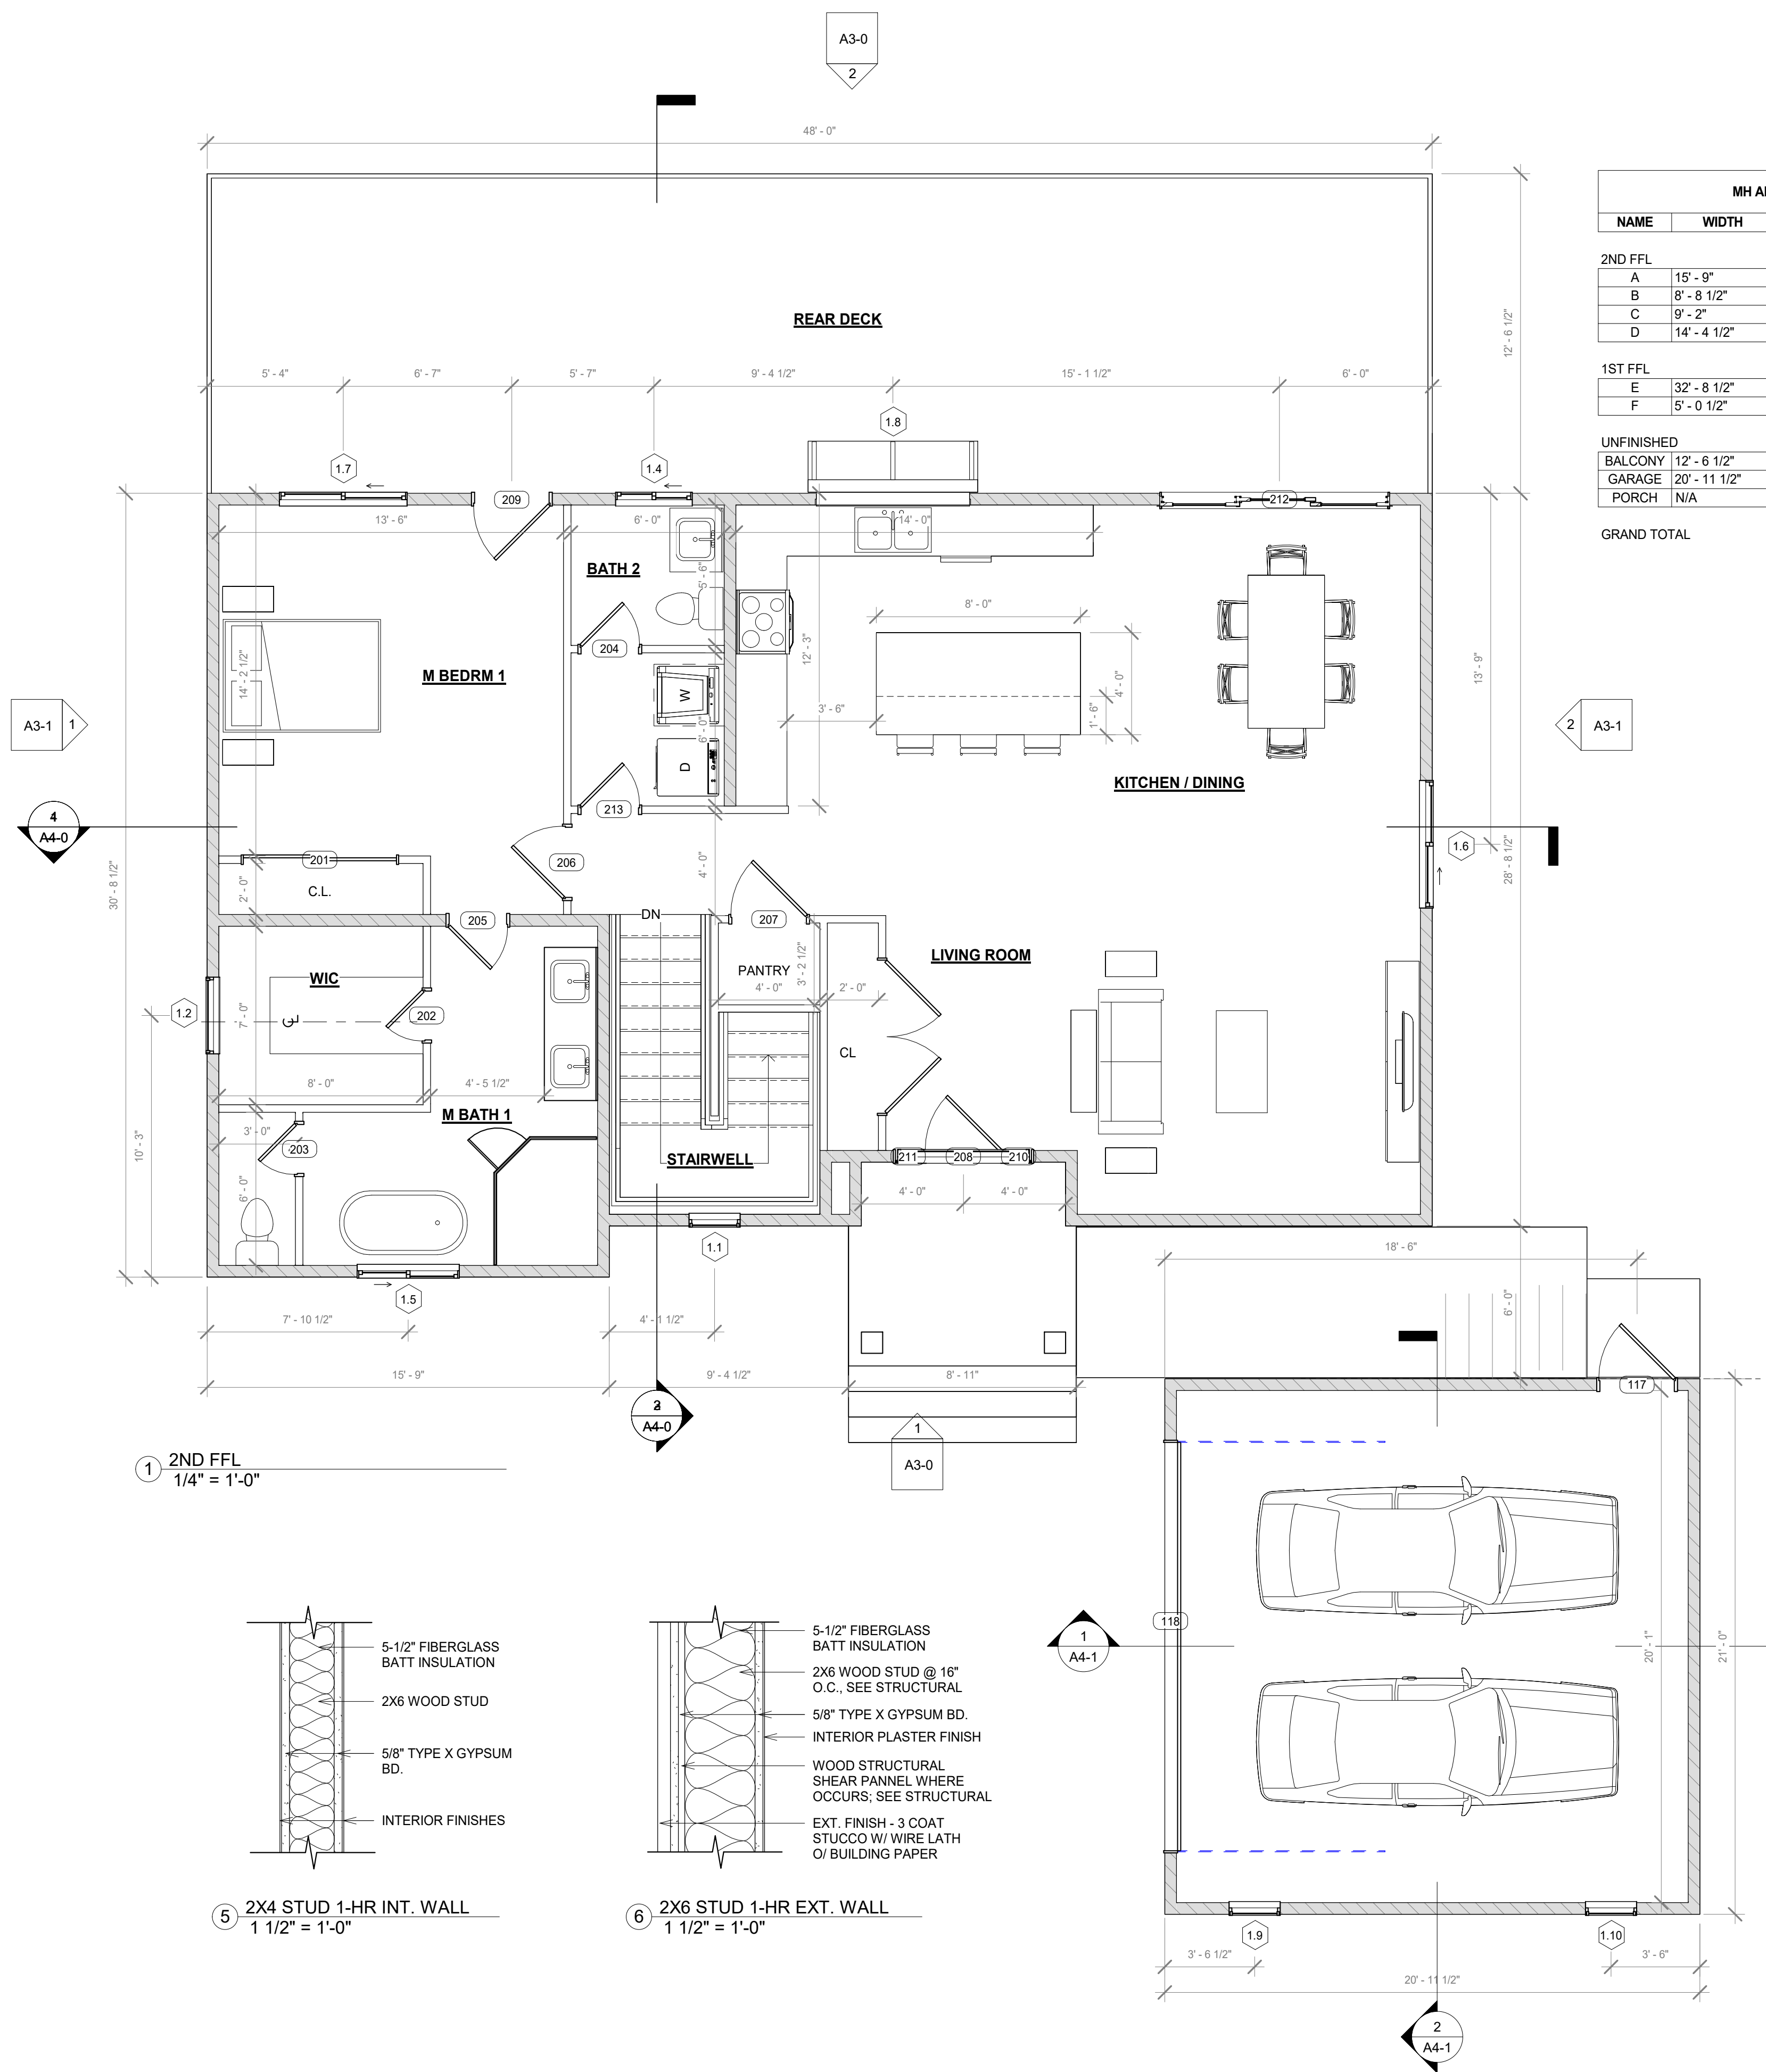 A3-0
2
48' - 0"
MH A
NAME WIDTH
2ND FFL
A 15' - 9"
B 8' - 8 1/2"
C 9' - 2"
D 14' - 4 1/2"
1ST FFL
E 32' - 8 1/2"
F 5' - 0 1/2"
UNFINISHED
BALCONY 12' - 6 1/2"
GARAGE 20' - 11 1/2"
PORCH N/A
GRAND TOTAL
REAR DECK
12' - 6 1/2"
5' - 4" 6' - 7" 5' - 7" 9' - 4 1/2" 15' - 1 1/2" 6' - 0"
1.8
1.7 1.4
209 212
13' - 6" 6' - 0" 14' - 0"
BATH 2
5' - 6"
8' - 0"
204
12' - 3"
M BEDRM 1
14' - 2 1/2"
W
3' - 6"
4' - 0"
1' - 6"
13' - 9"
A3-1 1
2 A3-1
6' - 0"
D
KITCHEN / DINING
213
4
A4-0
201
206
4' - 0"
1.6
28' - 8 1/2"
30' - 8 1/2"
2' - 0"
C.L.
205
DN
207
LIVING ROOM
WIC
PANTRY
3' - 2 1/2"
4' - 0"
2' - 0"
1.2
7' - 0"
CL
202
CL
8' - 0" 4' - 5 1/2"
M BATH 1
3' - 0"
203
10' - 3"
STAIRWELL
211 208 210
6' - 0"
4' - 0" 4' - 0"
1.1
18' - 6"
1.5
6' - 0"
7' - 10 1/2" 4' - 1 1/2"
15' - 9" 9' - 4 1/2" 8' - 11"
117
A4-0
1
A3-0
1 2ND FFL
1/4" = 1'-0"
118
1
A4-1
20' - 1"
21' - 0"
5-1/2" FIBERGLASS
BATT INSULATION
2X6 WOOD STUD
5/8" TYPE X GYPSUM
BD.
INTERIOR FINISHES
5 2X4 STUD 1-HR INT. WALL
1 1/2" = 1'-0"
5-1/2" FIBERGLASS
BATT INSULATION
2X6 WOOD STUD @ 16"
O.C., SEE STRUCTURAL
5/8" TYPE X GYPSUM BD.
INTERIOR PLASTER FINISH
WOOD STRUCTURAL
SHEAR PANNEL WHERE
OCCURS; SEE STRUCTURAL
EXT. FINISH - 3 COAT
STUCCO W/ WIRE LATH
O/ BUILDING PAPER
6 2X6 STUD 1-HR EXT. WALL
1 1/2" = 1'-0"
1.9 1.10
3' - 6 1/2" 3' - 6"
20' - 11 1/2"
2
A4-1